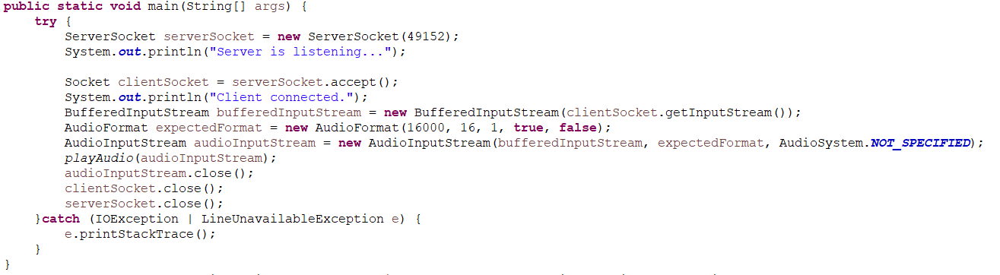 public static void main(String[] args) {
    try {
        ServerSocket serverSocket = new ServerSocket(49152);
        System.out.println("Server is listening...");

        Socket clientSocket = serverSocket.accept();
        System.out.println("Client connected.");
        BufferedInputStream bufferedInputStream = new BufferedInputStream(clientSocket.getInputStream());
        AudioFormat expectedFormat = new AudioFormat(16000, 16, 1, true, false);
        AudioInputStream audioInputStream = new AudioInputStream(bufferedInputStream, expectedFormat, AudioSystem.NOT_SPECIFIED);
        playAudio(audioInputStream);
        audioInputStream.close();
        clientSocket.close();
        serverSocket.close();
    }catch (IOException | LineUnavailableException e) {
        e.printStackTrace();
    }
}